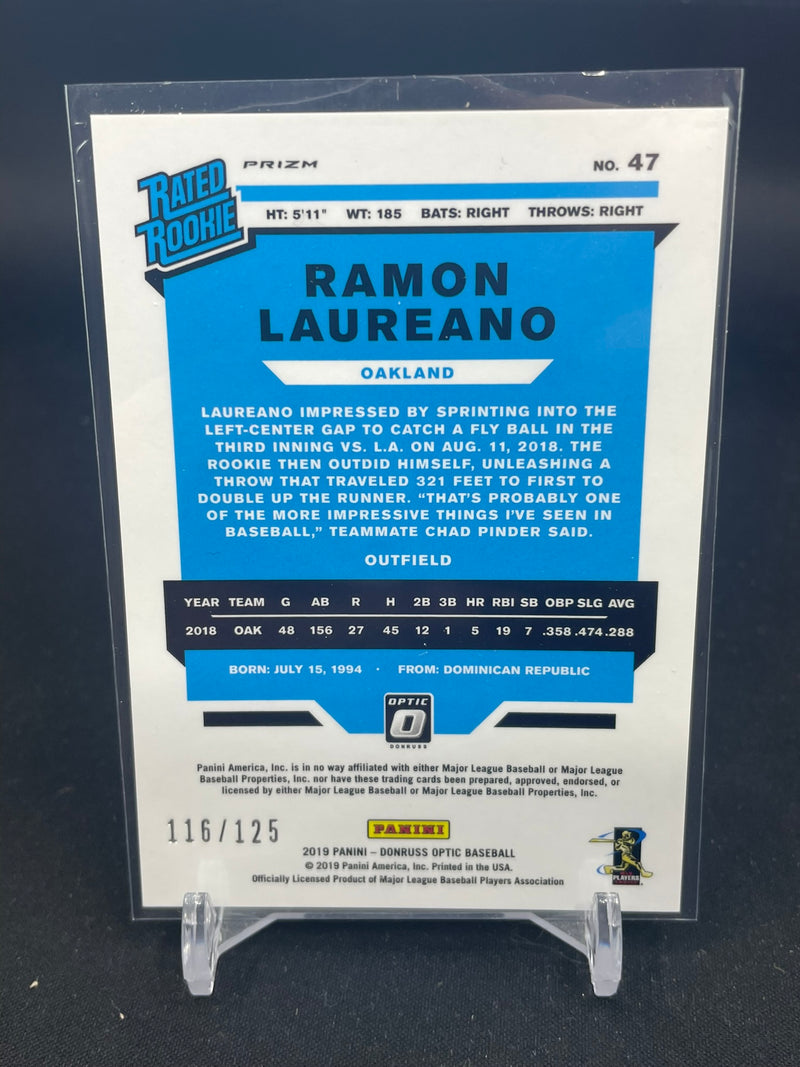 RATED ROOKIE
PRIZM
NO. 47
HT: 5'11" WT: 185 BATS: RIGHT THROWS: RIGHT
RAMON
LAUREANO
OAKLAND
LAUREANO IMPRESSED BY SPRINTING INTO THE
LEFT-CENTER GAP TO CATCH A FLY BALL IN THE
THIRD INNING VS. L.A. ON AUG. 11, 2018. THE
ROOKIE THEN OUTDID HIMSELF, UNLEASHING A
THROW THAT TRAVELED 321 FEET TO FIRST TO
DOUBLE UP THE RUNNER. “THAT’S PROBABLY ONE
OF THE MORE IMPRESSIVE THINGS I’VE SEEN IN
BASEBALL,” TEAMMATE CHAD PINDER SAID.
OUTFIELD
YEAR TEAM G AB R H 2B 3B HR RBI SB OBP SLG AVG
2018 OAK 48 156 27 45 12 1 5 19 7 .358 .474 .288
BORN: JULY 15, 1994 · FROM: DOMINICAN REPUBLIC
OPTIC
DONRUSS
Panini America, Inc. is in no way affiliated with either Major League Baseball or Major League
Baseball Properties, Inc. nor have these trading cards been prepared, approved, endorsed, or
licensed by either Major League Baseball or Major League Baseball Properties, Inc.
116/125
PANINI
2019 PANINI – DONRUSS OPTIC BASEBALL
© 2019 Panini America, Inc. Printed in the USA.
Officially Licensed Product of Major League Baseball Players Association
PLAYERS